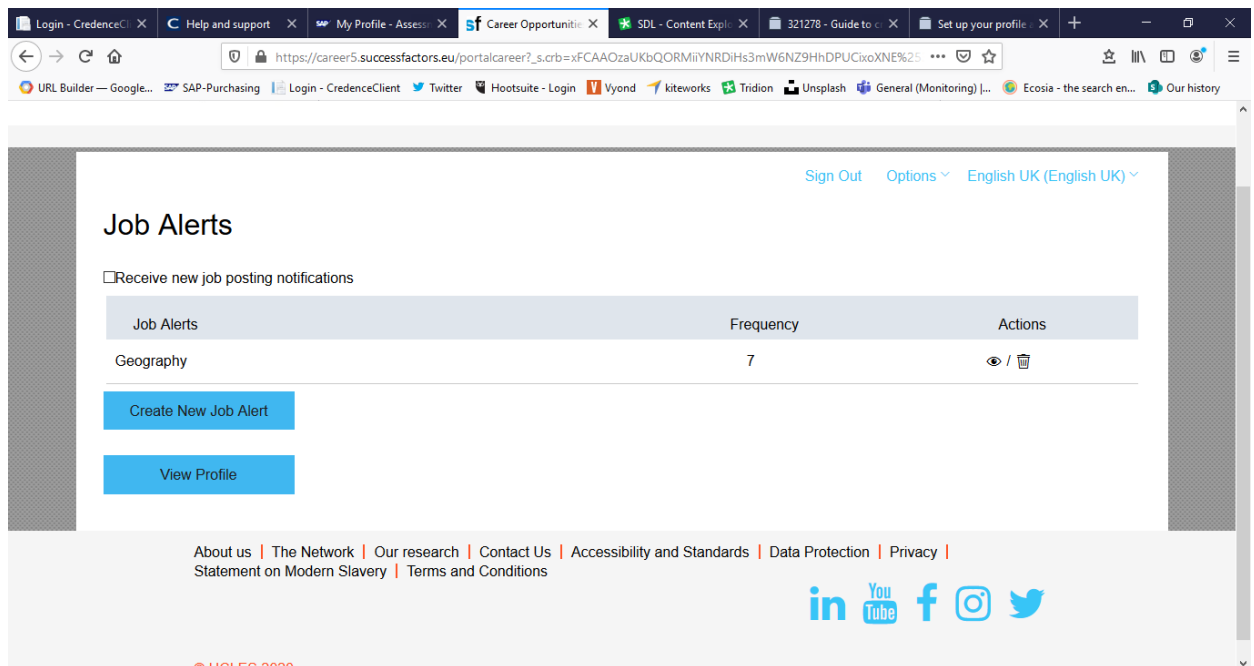 Login - CredenceCli
Help and support
My Profile - Assessm
Career Opportunitie
SDL - Content Explo
321278 - Guide to c
Set up your profile a
https://career5.successfactors.eu/portalcareer?_s.crb=xFCAAOzaUKbQORMiiYNRDiHs3mW6NZ9HhDPUCixoXNE%25
URL Builder — Google...
SAP-Purchasing
Login - CredenceClient
Twitter
Hootsuite - Login
Vyond
kiteworks
Tridion
Unsplash
General (Monitoring) |...
Ecosia - the search en...
Our history
Sign Out Options English UK (English UK)
Job Alerts
Receive new job posting notifications
Job Alerts Frequency Actions
Geography 7 /
Create New Job Alert
View Profile
About us | The Network | Our research | Contact Us | Accessibility and Standards | Data Protection | Privacy |
Statement on Modern Slavery | Terms and Conditions
in You Tube f